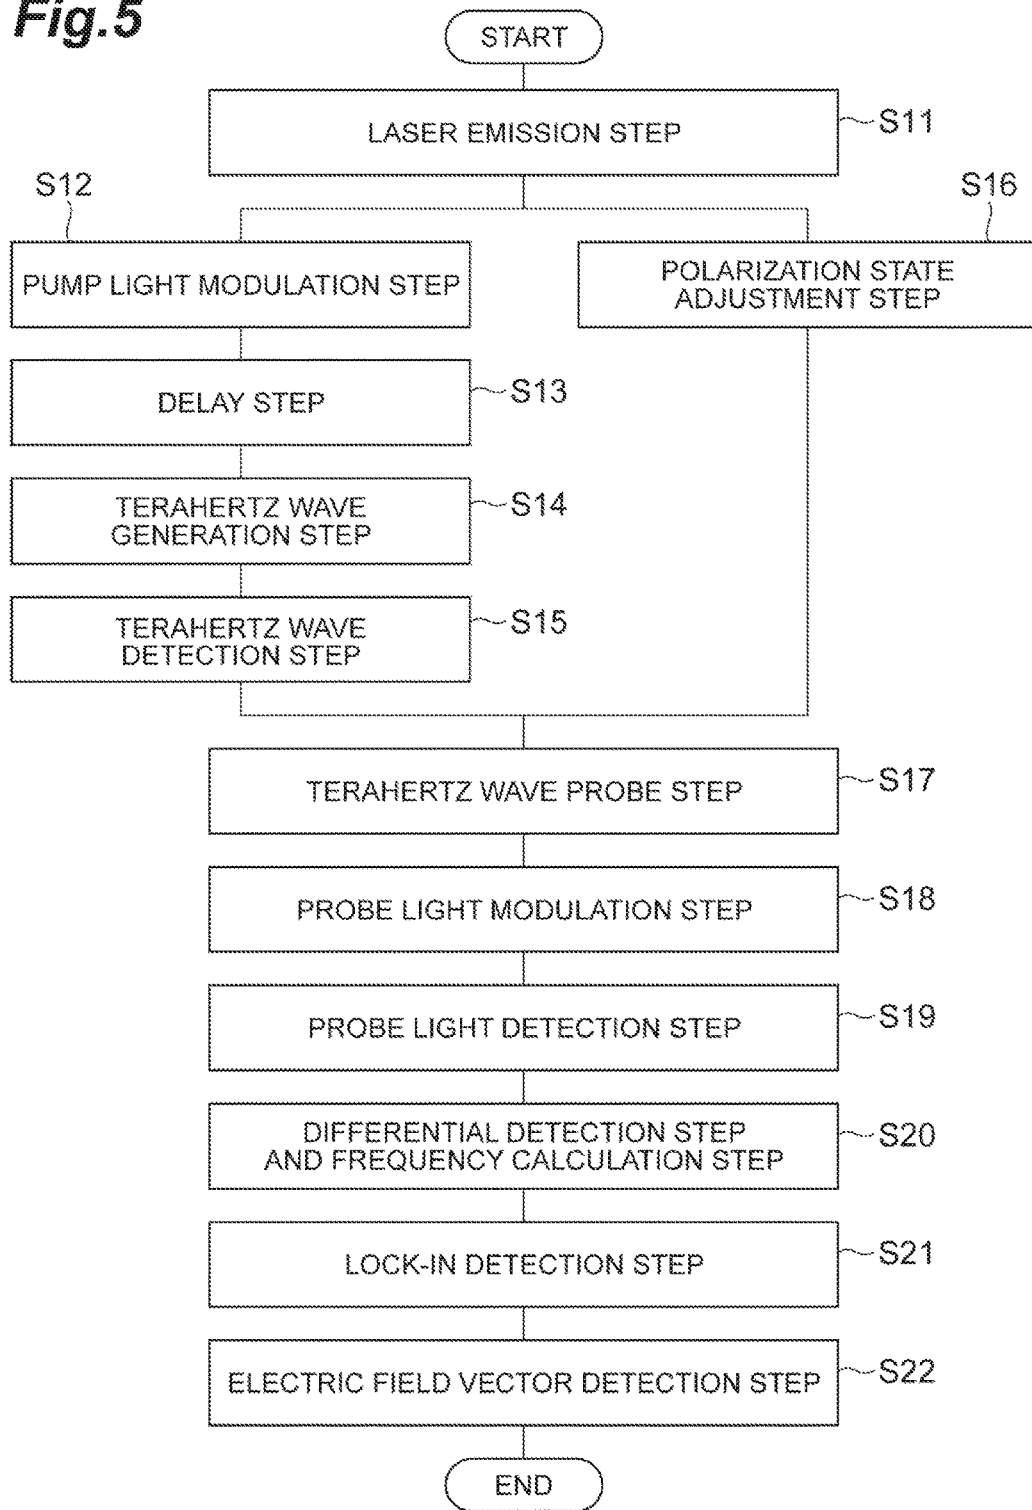 Fig.5
START
LASER EMISSION STEP
S11
S12
S16
PUMP LIGHT MODULATION STEP
POLARIZATION STATE
ADJUSTMENT STEP
DELAY STEP
S13
TERAHERTZ WAVE
GENERATION STEP
S14
TERAHERTZ WAVE
DETECTION STEP
S15
TERAHERTZ WAVE PROBE STEP
S17
PROBE LIGHT MODULATION STEP
S18
PROBE LIGHT DETECTION STEP
S19
DIFFERENTIAL DETECTION STEP
AND FREQUENCY CALCULATION STEP
S20
LOCK-IN DETECTION STEP
S21
ELECTRIC FIELD VECTOR DETECTION STEP
S22
END